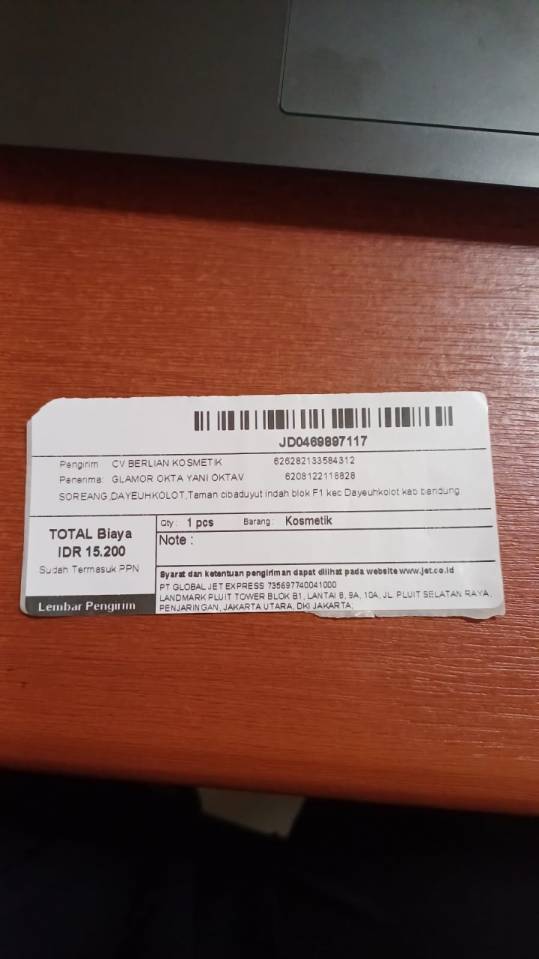 JD0469897117
Pengirim CV BERLIAN KOSMETIK 626282133584312
Penerima: GLAMOR OKTA YANI OKTAV 6208122118828
SOREANG,DAYEUHKOLOT,Taman cibaduyut indah blok F1 kec Dayeuhkolot kab bandung
TOTAL Biaya
IDR 15.200
Sudah Termasuk PPN
Lembar Pengirim
Qty : 1 pcs Barang : Kosmetik
Note :
Syarat dan ketentuan pengiriman dapat dilihat pada website www.jet.co.id
PT GLOBAL JET EXPRESS 735697740041000
LANDMARK PLUIT TOWER BLOK B1, LANTAI 8, 9A, 10A, JL. PLUIT SELATAN RAYA,
PENJARINGAN, JAKARTA UTARA, DKI JAKARTA;